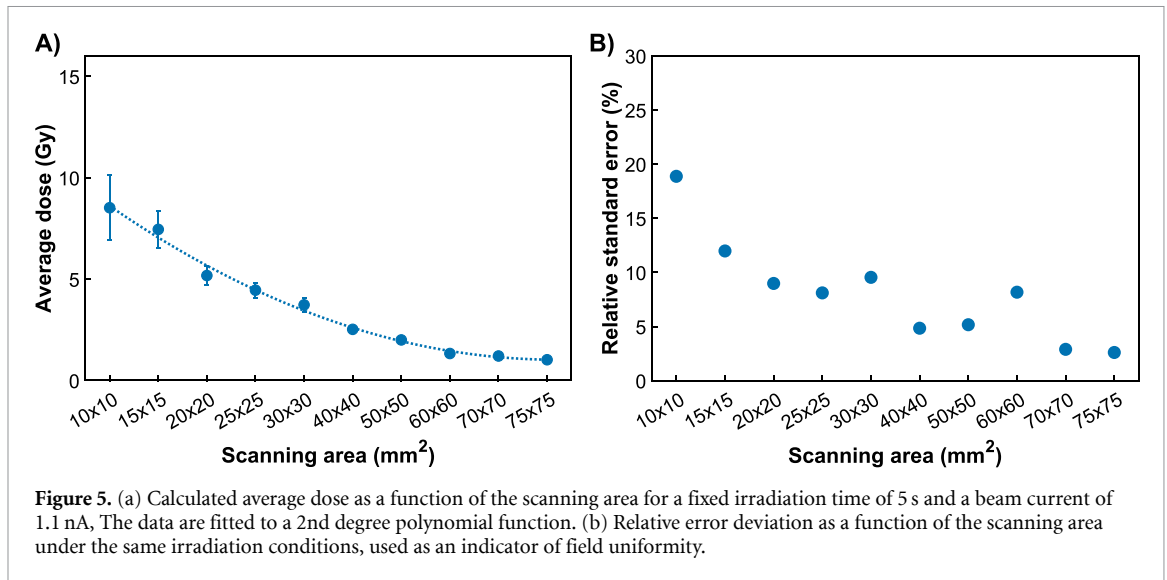 A)
15
10
5
0
Average dose (Gy)
10x10
15x15
20x20
25x25
30x30
40x40
50x50
60x60
70x70
75x75
Scanning area (mm²)
B)
30
25
20
15
10
5
0
Relative standard error (%)
10x10
15x15
20x20
25x25
30x30
40x40
50x50
60x60
70x70
75x75
Scanning area (mm²)
Figure 5. (a) Calculated average dose as a function of the scanning area for a fixed irradiation time of 5 s and a beam current of
1.1 nA, The data are fitted to a 2nd degree polynomial function. (b) Relative error deviation as a function of the scanning area
under the same irradiation conditions, used as an indicator of field uniformity.